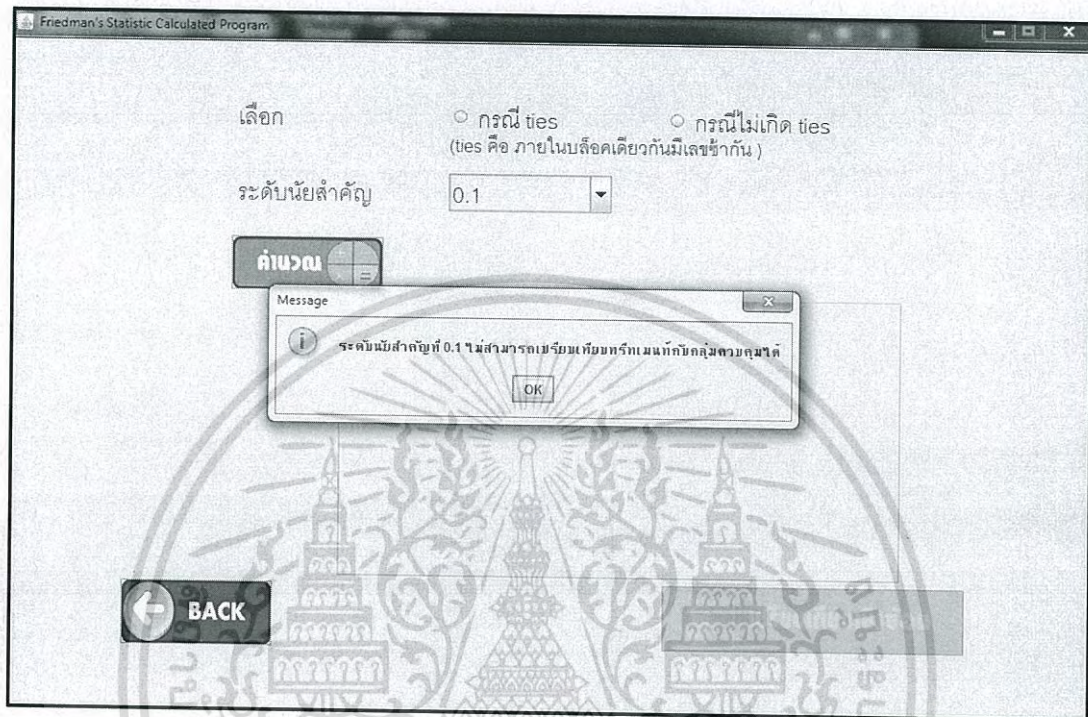 Friedman's Statistic Calculated Program
เลือก
กรณี ties
กรณีไม่เกิด ties
(ties คือ ภายในบล็อคเดียวกันมีเลขซ้ำกัน )
ระดับนัยสำคัญ
0.1
คำนวณ
Message
ระดับนัยสำคัญที่ 0.1 ไม่สามารถเปรียบเทียบทรีทเมนท์กับกลุ่มควบคุมได้
OK
BACK